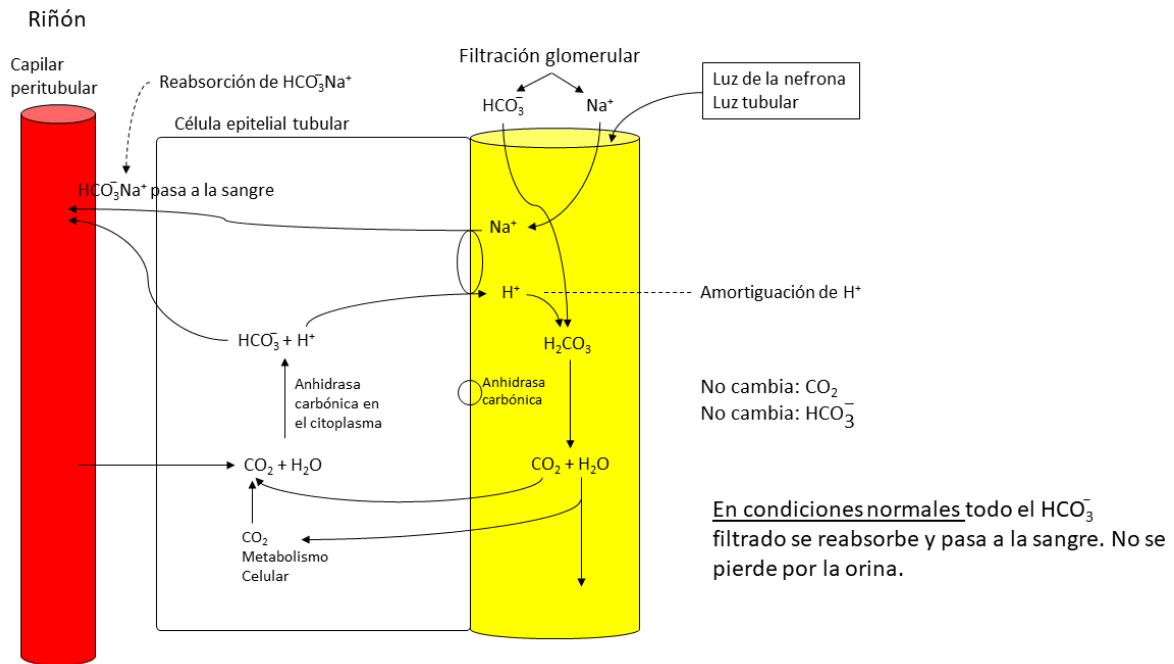 Riñón
Capilar
peritubular
Reabsorción de HCO₃⁻Na⁺
Filtración glomerular
HCO₃⁻
Na⁺
Luz de la nefrona
Luz tubular
Célula epitelial tubular
HCO₃⁻Na⁺ pasa a la sangre
Na⁺
H⁺
Amortiguación de H⁺
HCO₃⁻ + H⁺
H₂CO₃
Anhidrasa
carbónica en
el citoplasma
Anhidrasa
carbónica
No cambia: CO₂
No cambia: HCO₃⁻
CO₂ + H₂O
CO₂ + H₂O
CO₂
Metabolismo
Celular
En condiciones normales todo el HCO₃⁻
filtrado se reabsorbe y pasa a la sangre. No se
pierde por la orina.